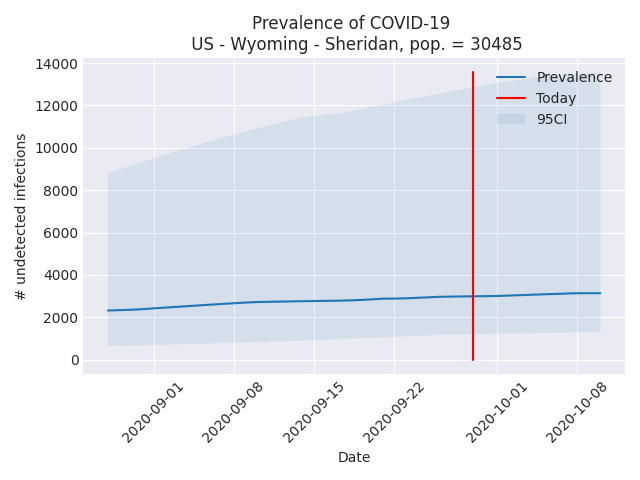 Prevalence of COVID-19
US - Wyoming - Sheridan, pop. = 30485
Prevalence
Today
95CI
14000
12000
10000
8000
6000
4000
2000
0
# undetected infections
2020-09-01
2020-09-08
2020-09-15
2020-09-22
2020-10-01
2020-10-08
Date